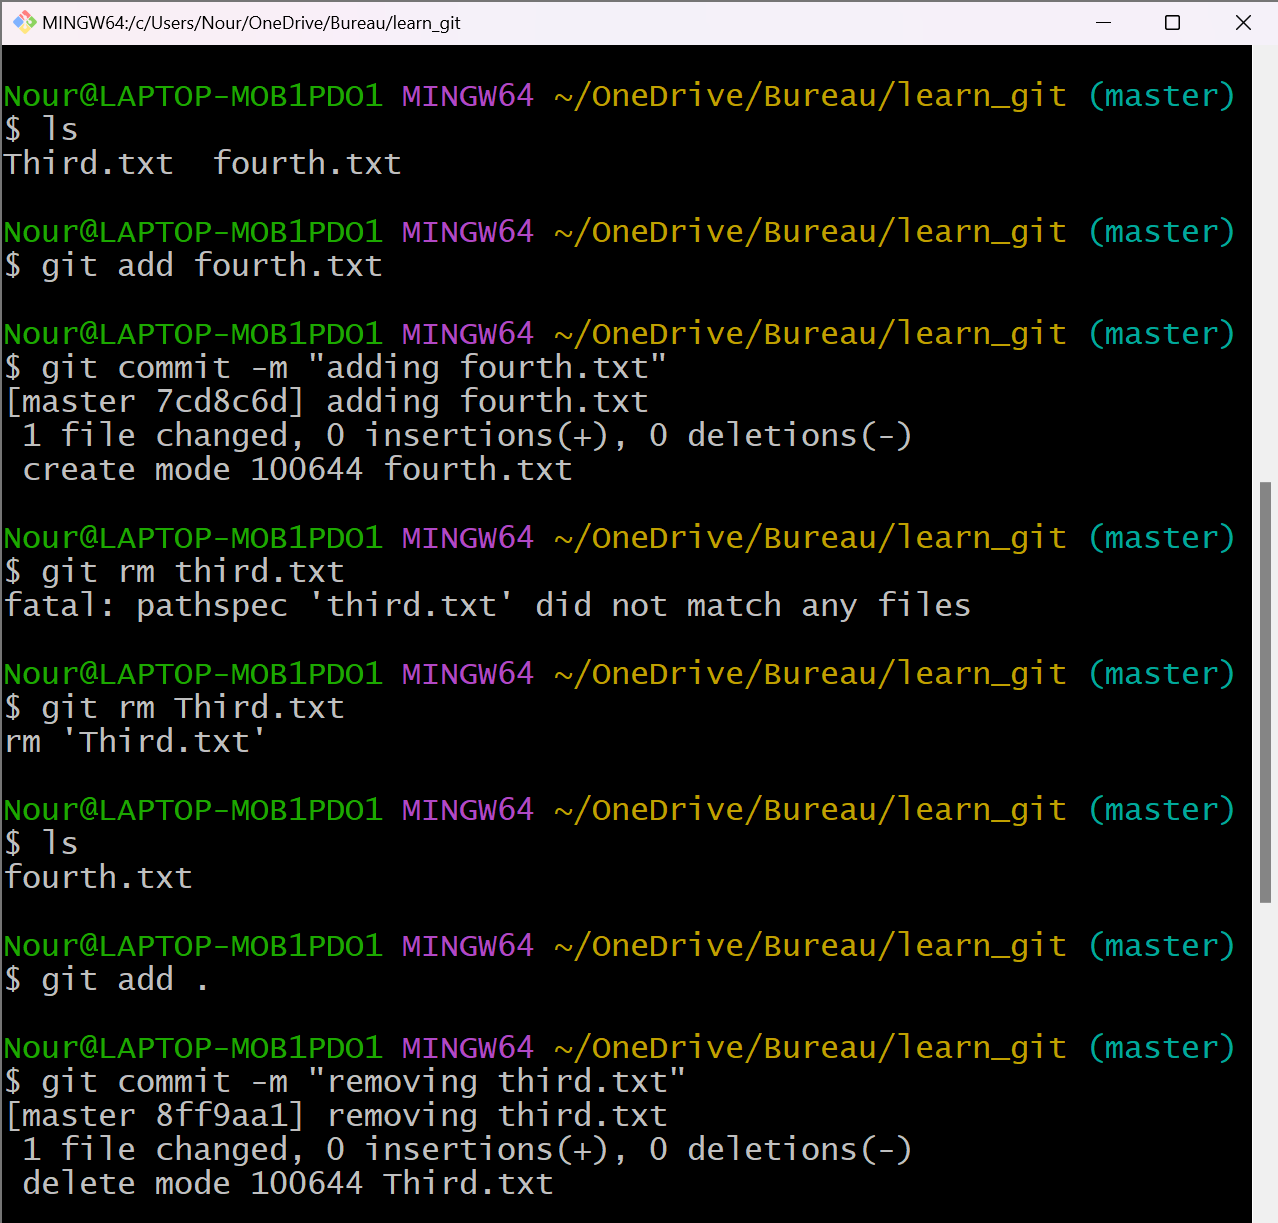 MINGW64:/c/Users/Nour/OneDrive/Bureau/learn_git
Nour@LAPTOP-MOB1PDO1 MINGW64 ~/OneDrive/Bureau/learn_git (master)
$ ls
Third.txt  fourth.txt
Nour@LAPTOP-MOB1PDO1 MINGW64 ~/OneDrive/Bureau/learn_git (master)
$ git add fourth.txt
Nour@LAPTOP-MOB1PDO1 MINGW64 ~/OneDrive/Bureau/learn_git (master)
$ git commit -m "adding fourth.txt"
[master 7cd8c6d] adding fourth.txt
 1 file changed, 0 insertions(+), 0 deletions(-)
 create mode 100644 fourth.txt
Nour@LAPTOP-MOB1PDO1 MINGW64 ~/OneDrive/Bureau/learn_git (master)
$ git rm third.txt
fatal: pathspec 'third.txt' did not match any files
Nour@LAPTOP-MOB1PDO1 MINGW64 ~/OneDrive/Bureau/learn_git (master)
$ git rm Third.txt
rm 'Third.txt'
Nour@LAPTOP-MOB1PDO1 MINGW64 ~/OneDrive/Bureau/learn_git (master)
$ ls
fourth.txt
Nour@LAPTOP-MOB1PDO1 MINGW64 ~/OneDrive/Bureau/learn_git (master)
$ git add .
Nour@LAPTOP-MOB1PDO1 MINGW64 ~/OneDrive/Bureau/learn_git (master)
$ git commit -m "removing third.txt"
[master 8ff9aa1] removing third.txt
 1 file changed, 0 insertions(+), 0 deletions(-)
 delete mode 100644 Third.txt